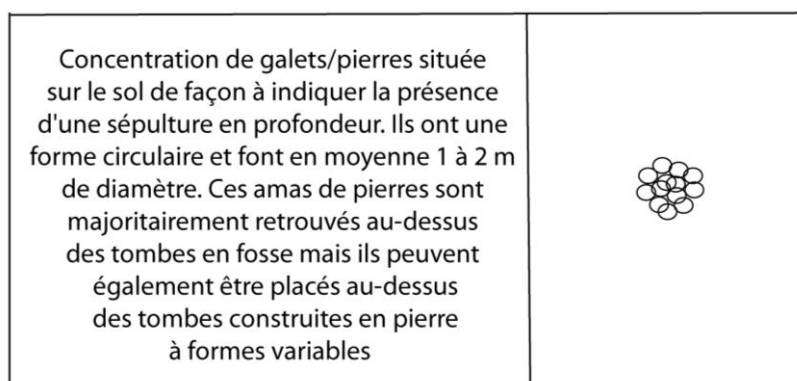 Concentration de galets/pierres située
sur le sol de façon à indiquer la présence
d'une sépulture en profondeur. Ils ont une
forme circulaire et font en moyenne 1 à 2 m
de diamètre. Ces amas de pierres sont
majoritairement retrouvés au-dessus
des tombes en fosse mais ils peuvent
également être placés au-dessus
des tombes construites en pierre
à formes variables